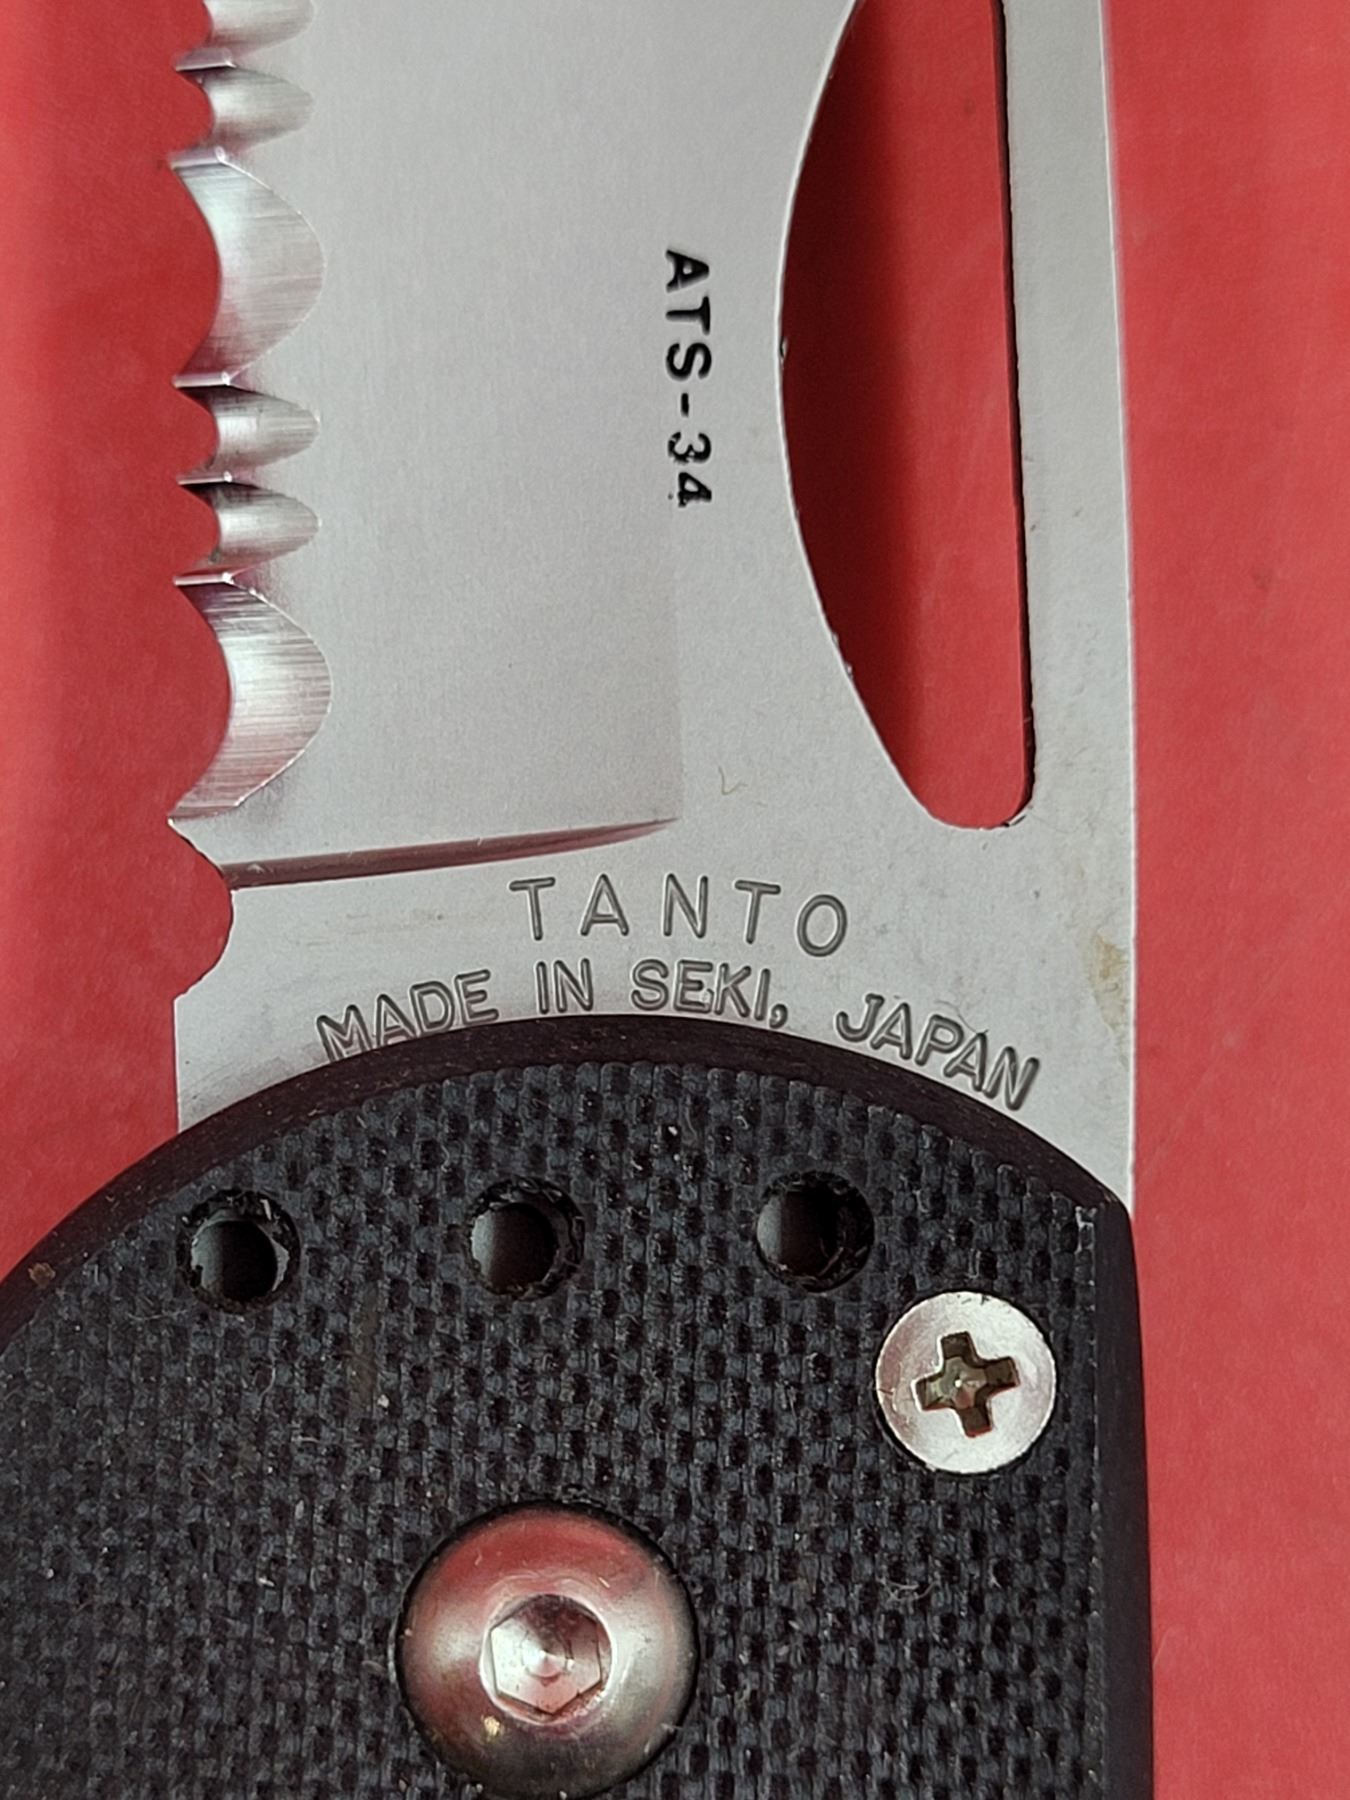 ATS-34
TANTO
MADE IN SEKI, JAPAN